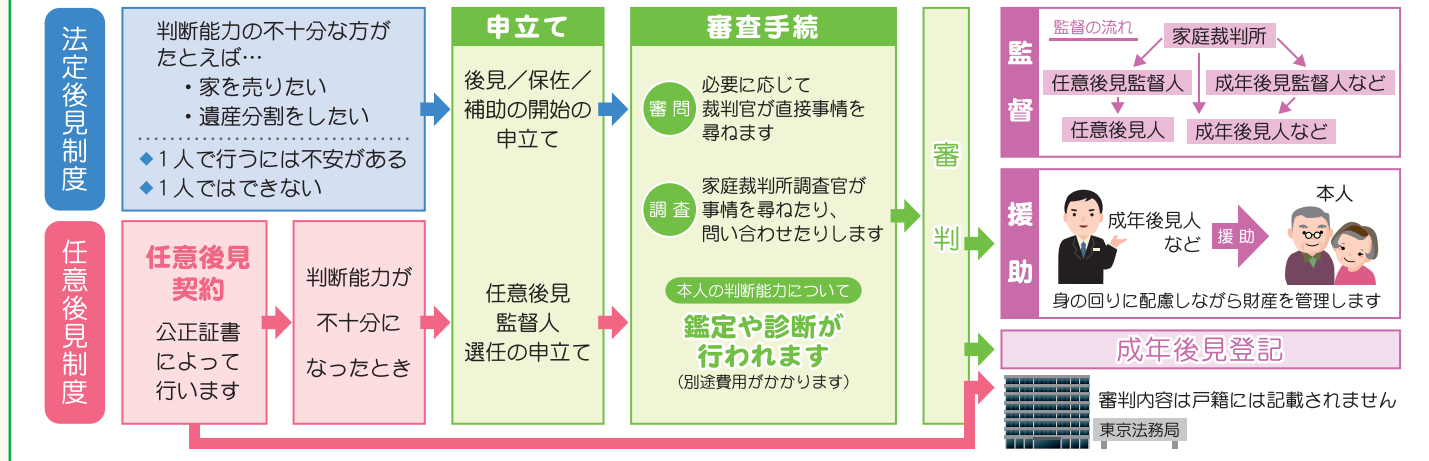 法定後見制度
判断能力の不十分な方が
たとえば…
・家を売りたい
・遺産分割をしたい
◆1人で行うには不安がある
◆1人ではできない
任意後見制度
任意後見
契約
公正証書
によって
行います
判断能力が
不十分に
なったとき
申立て
後見／保佐／
補助の開始の
申立て
任意後見
監督人
選任の申立て
審査手続
審問
必要に応じて
裁判官が直接事情を
尋ねます
調査
家庭裁判所調査官が
事情を尋ねたり、
問い合わせたりします
本人の判断能力について
鑑定や診断が
行われます
（別途費用がかかります）
審判
監督
監督の流れ
家庭裁判所
任意後見監督人
成年後見監督人など
任意後見人
成年後見人など
援助
成年後見人
など
援助
本人
身の回りに配慮しながら財産を管理します
成年後見登記
審判内容は戸籍には記載されません
東京法務局